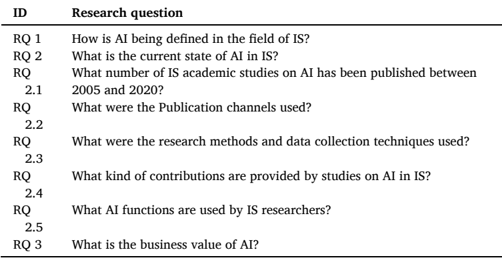 ID Research question
RQ 1 How is AI being defined in the field of IS?
RQ 2 What is the current state of AI in IS?
RQ What number of IS academic studies on AI has been published between
2.1 2005 and 2020?
RQ What were the Publication channels used?
2.2
RQ What were the research methods and data collection techniques used?
2.3
RQ What kind of contributions are provided by studies on AI in IS?
2.4
RQ What AI functions are used by IS researchers?
2.5
RQ 3 What is the business value of AI?